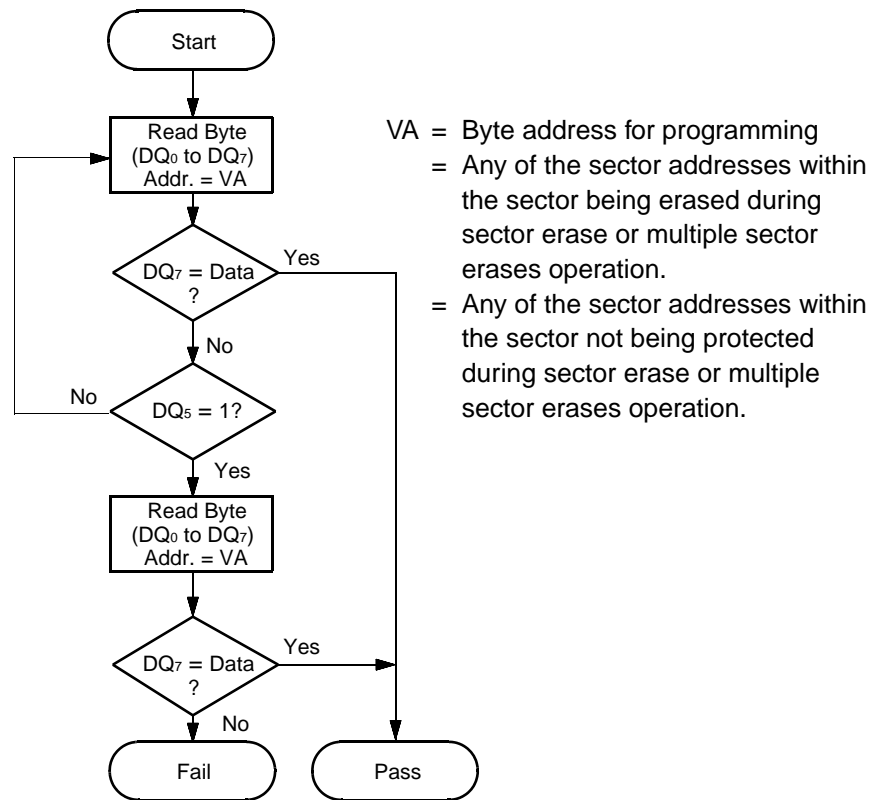 Start
Read Byte
(DQ₀ to DQ₇)
Addr. = VA
DQ₇ = Data
?
Yes
No
DQ₅ = 1?
No
Yes
Read Byte
(DQ₀ to DQ₇)
Addr. = VA
DQ₇ = Data
?
Yes
No
Fail
Pass
VA = Byte address for programming
= Any of the sector addresses within
the sector being erased during
sector erase or multiple sector
erases operation.
= Any of the sector addresses within
the sector not being protected
during sector erase or multiple
sector erases operation.